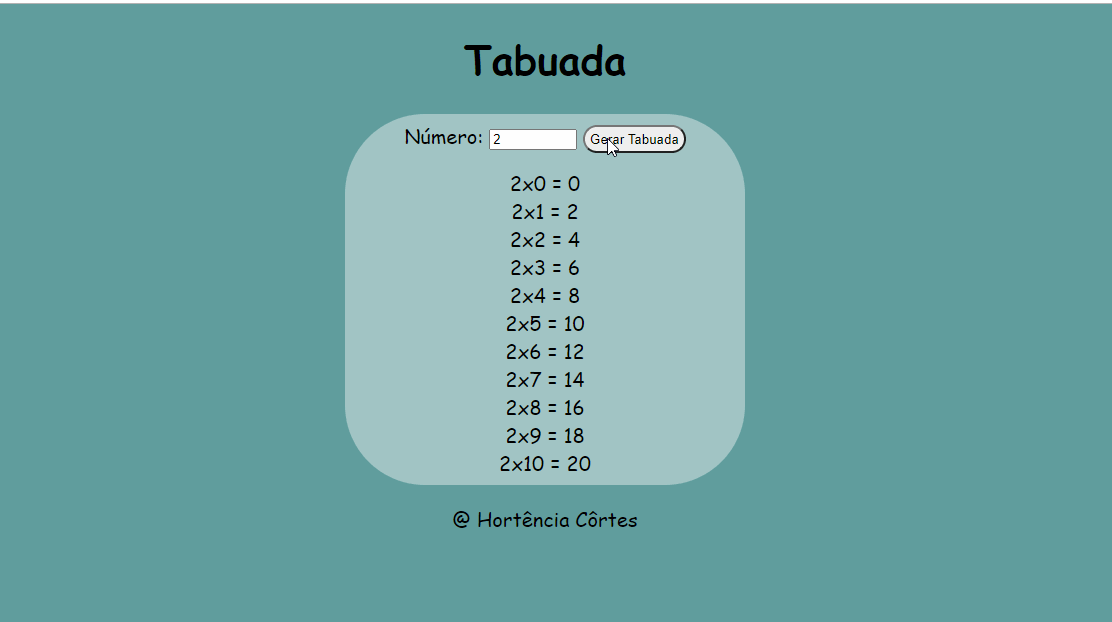 Tabuada
Número: 2 Gerar Tabuada
2x0 = 0
2x1 = 2
2x2 = 4
2x3 = 6
2x4 = 8
2x5 = 10
2x6 = 12
2x7 = 14
2x8 = 16
2x9 = 18
2x10 = 20
@ Hortência Côrtes